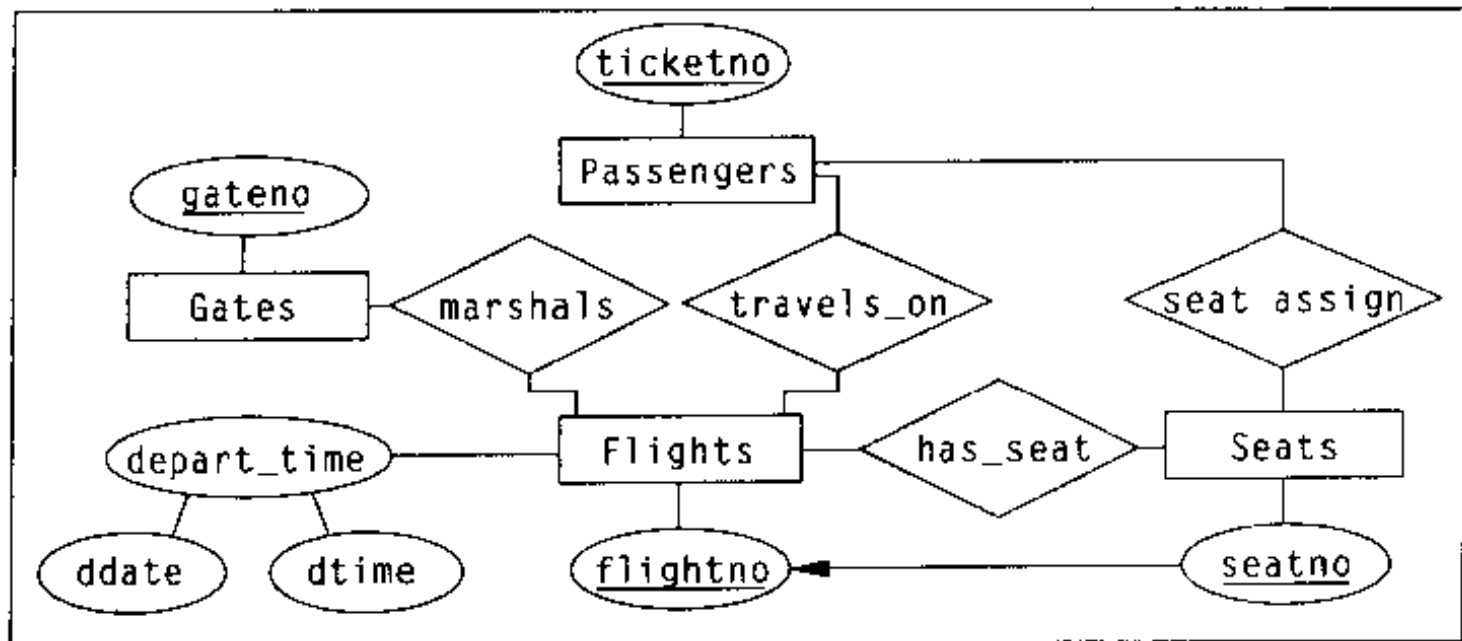 ticketno
Passengers
gateno
Gates
marshals
travels_on
seat assign
depart_time
Flights
has_seat
Seats
ddate
dtime
flightno
seatno